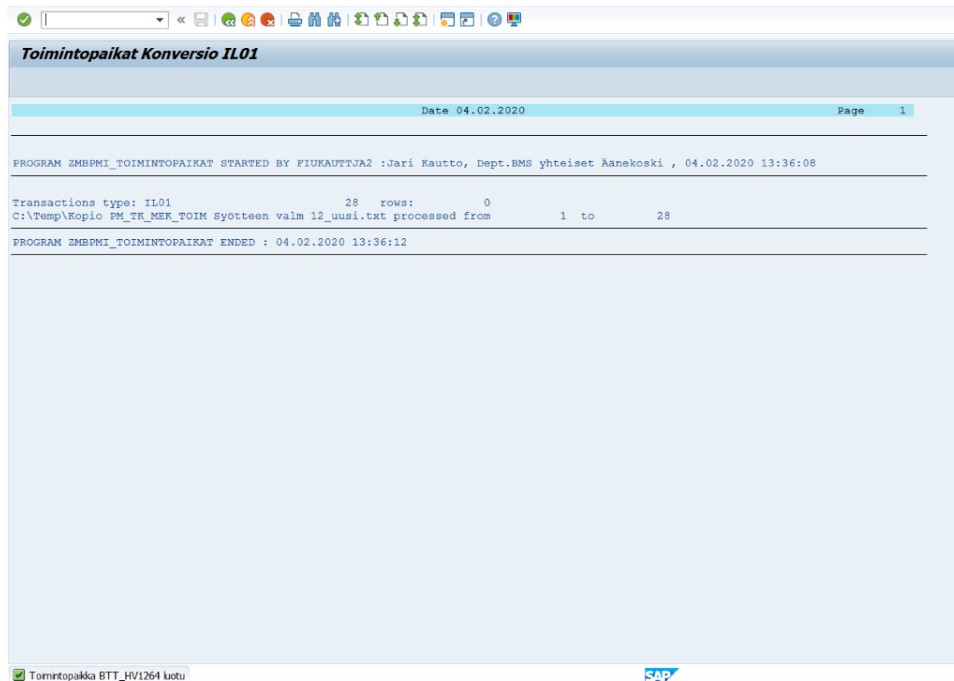 Toimintopaikat Konversio IL01
Date 04.02.2020 Page 1
PROGRAM ZMBPMI_TOIMINTOPAIKAT STARTED BY FIUKAUTTJA2 :Jari Kautto, Dept.BMS yhteiset Äänekoski , 04.02.2020 13:36:08
Transactions type: IL01 28 rows: 0
C:\Temp\Kopio PM_TK_MEK_TOIM Syötteen valm 12_uusi.txt processed from 1 to 28
PROGRAM ZMBPMI_TOIMINTOPAIKAT ENDED : 04.02.2020 13:36:12
Toimintopaikka BTT_HV1264 luotu
SAP